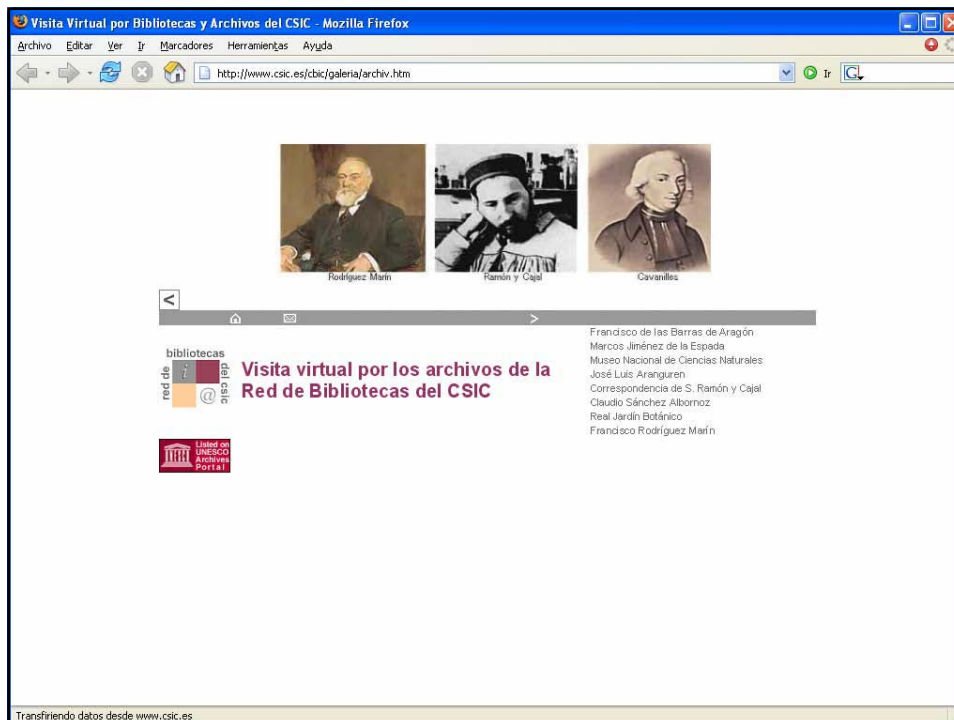 Visita Virtual por Bibliotecas y Archivos del CSIC - Mozilla Firefox
Archivo Editar Ver Ir Marcadores Herramientas Ayuda
http://www.csic.es/cbic/galeria/archiv.htm Ir G
Rodríguez Marín Ramón y Cajal Cavanilles
<
>
Francisco de las Barras de Aragón
Marcos Jiménez de la Espada
Museo Nacional de Ciencias Naturales
José Luis Aranguren
Correspondencia de S. Ramón y Cajal
Claudio Sánchez Albornoz
Real Jardín Botánico
Francisco Rodríguez Marín
bibliotecas
red de
del csic
i
@
Visita virtual por los archivos de la
Red de Bibliotecas del CSIC
Listed on
UNESCO
Archives
Portal
Transfiriendo datos desde www.csic.es